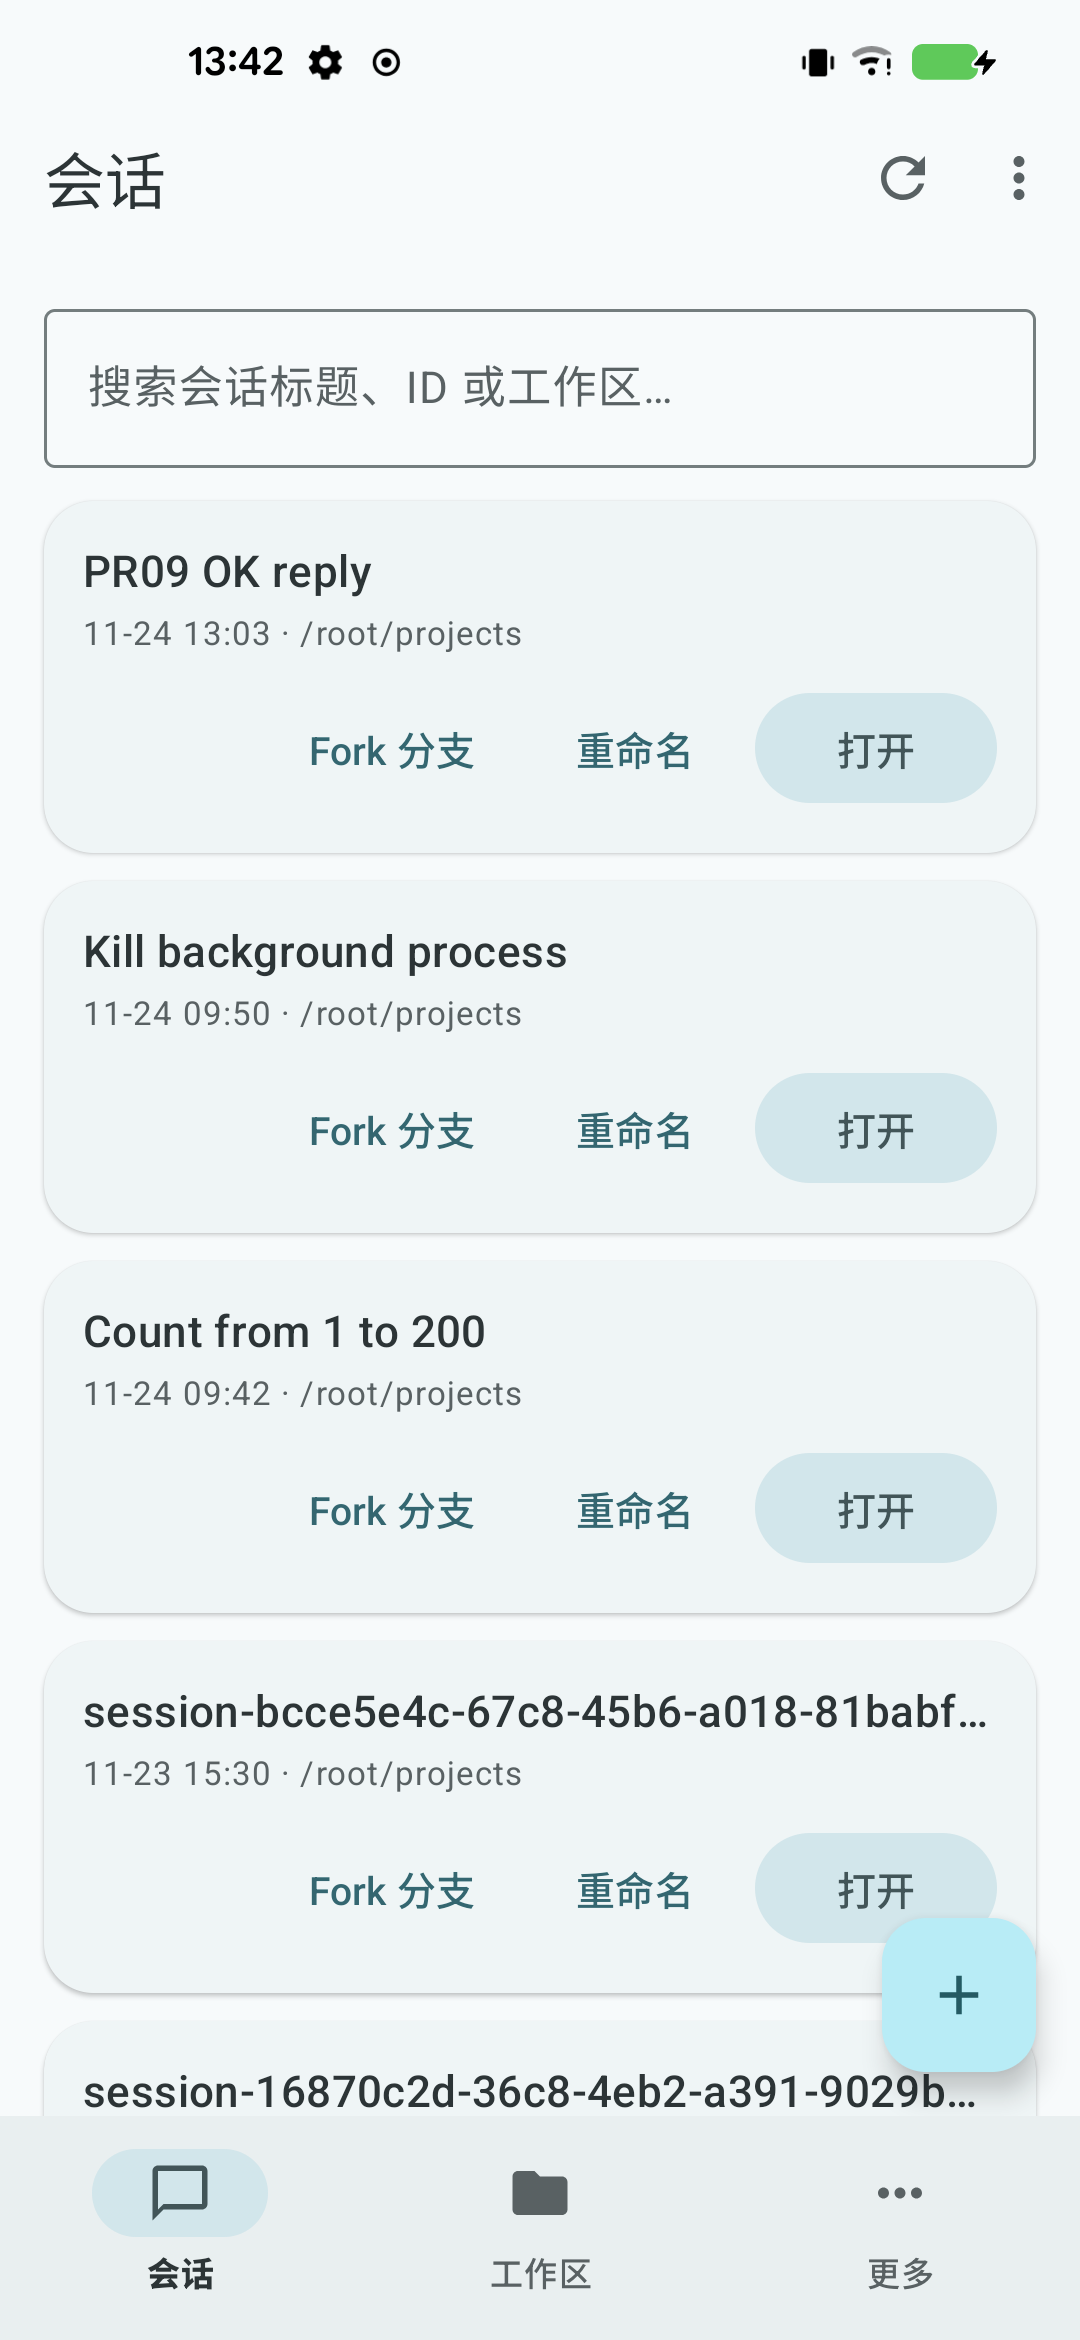 13:42
会话
搜索会话标题、ID 或工作区...
PR09 OK reply
11-24 13:03 · /root/projects
Fork 分支 重命名 打开
Kill background process
11-24 09:50 · /root/projects
Fork 分支 重命名 打开
Count from 1 to 200
11-24 09:42 · /root/projects
Fork 分支 重命名 打开
session-bcce5e4c-67c8-45b6-a018-81babf...
11-23 15:30 · /root/projects
Fork 分支 重命名 打开
session-16870c2d-36c8-4eb2-a391-9029b...
会话 工作区 更多